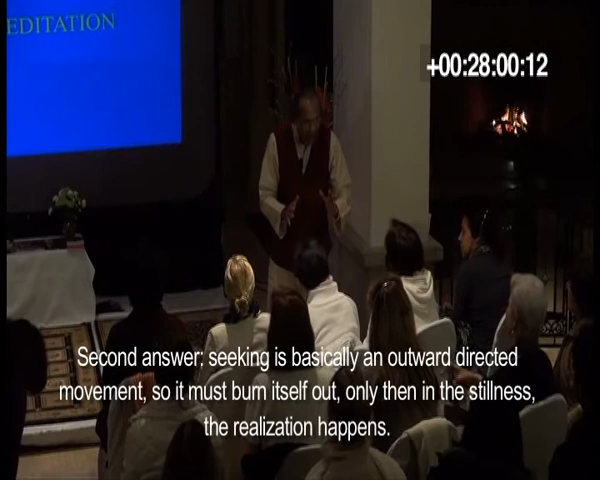 EDITATION
+00:28:00:12
Second answer; seeking is basically an outward directed
movement, so it must burn itself out, only then in the stillness,
the realization happens.